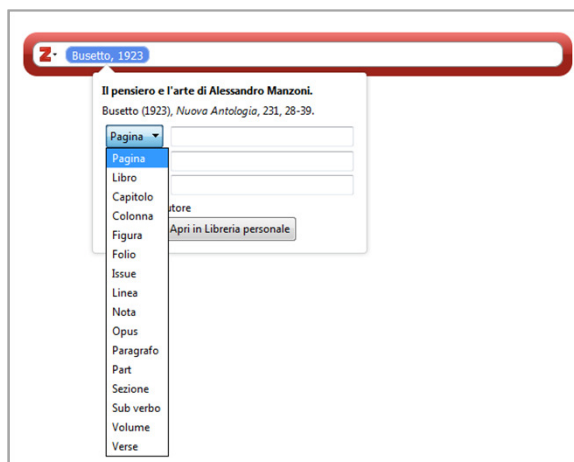 Z Busetto, 1923
Il pensiero e l'arte di Alessandro Manzoni.
Busetto (1923), Nuova Antologia, 231, 28-39.
Pagina
Pagina
Libro
Capitolo
Colonna
Figura
Folio
Issue
Linea
Nota
Opus
Paragrafo
Part
Sezione
Sub verbo
Volume
Verse
Apri in Libreria personale